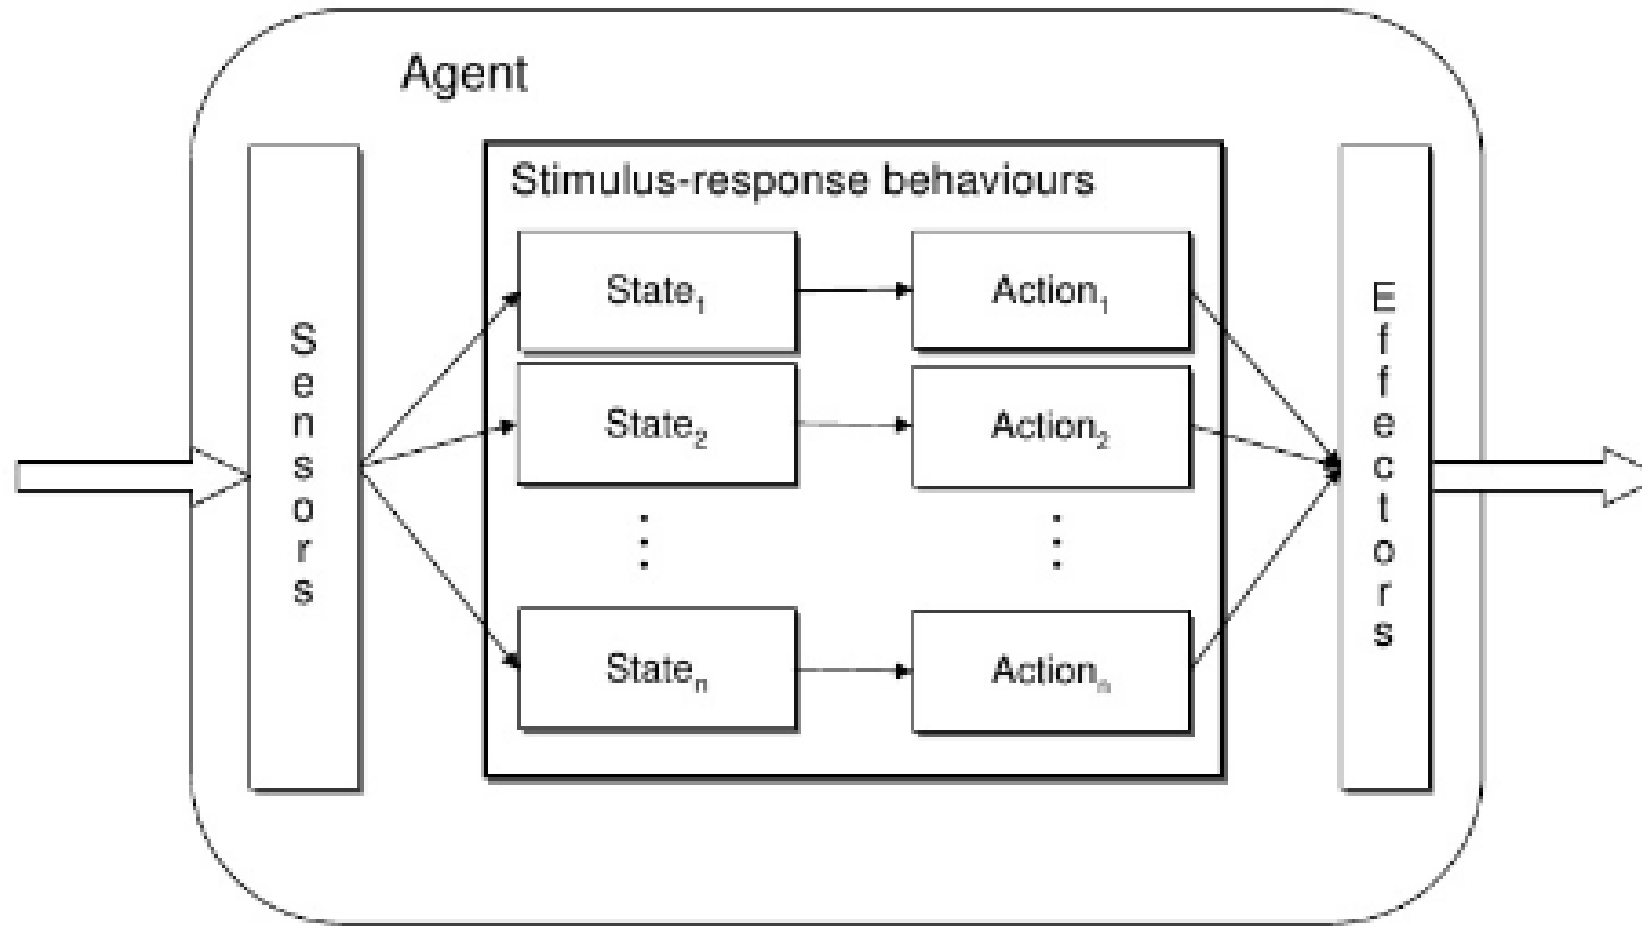 Agent
Stimulus-response behaviours
Sensors
State₁
Action₁
State₂
Action₂
Stateₙ
Actionₙ
Effectors